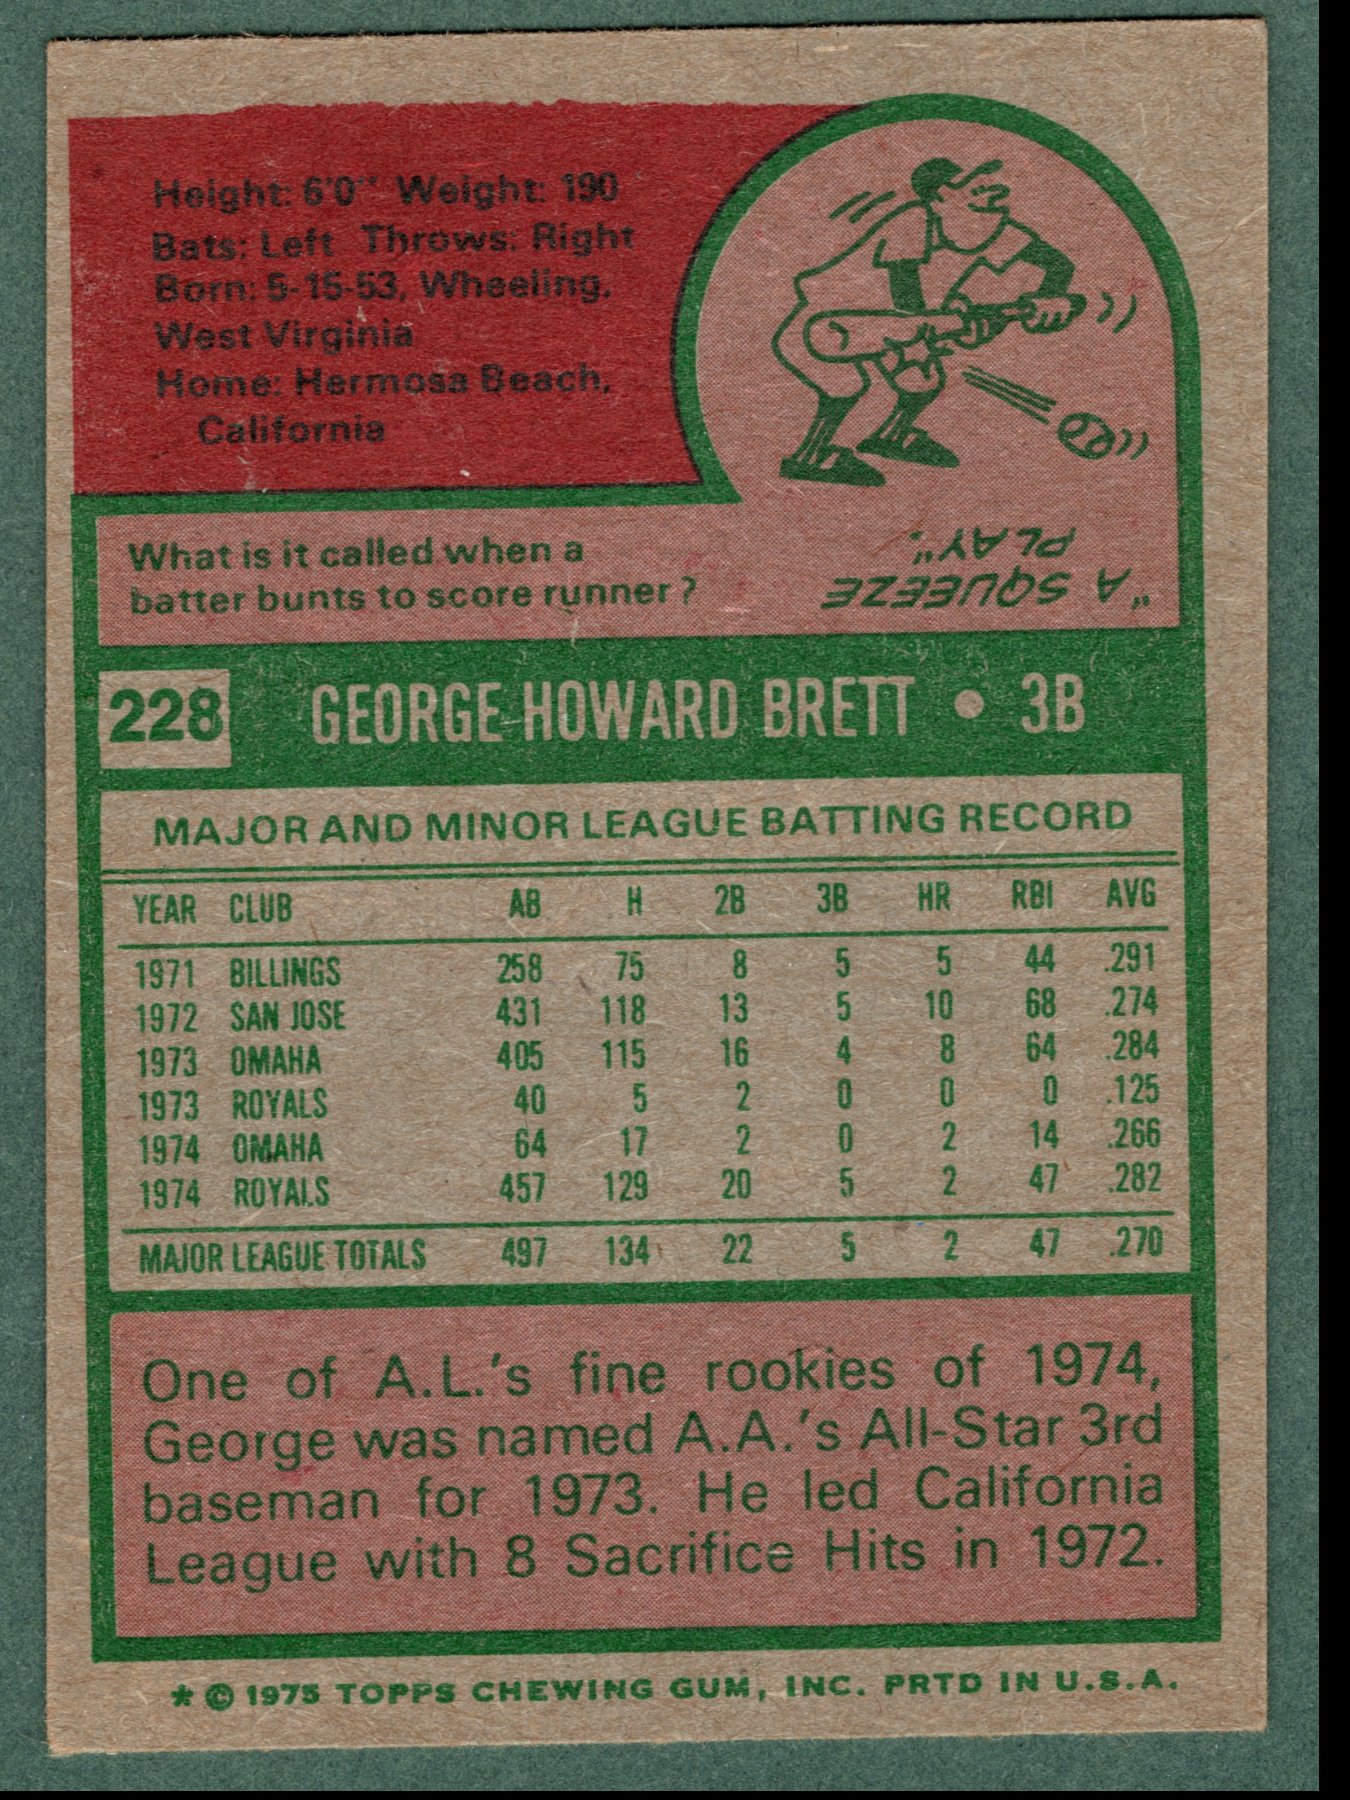 Height: 6'0" Weight: 190
Bats: Left Throws: Right
Born: 5-15-53, Wheeling,
West Virginia
Home: Hermosa Beach,
California
What is it called when a
batter bunts to score runner?
"A SQUEEZE
PLAY".
228 GEORGE HOWARD BRETT • 3B
MAJOR AND MINOR LEAGUE BATTING RECORD
YEAR CLUB AB H 2B 3B HR RBI AVG
1971 BILLINGS 258 75 8 5 5 44 .291
1972 SAN JOSE 431 118 13 5 10 68 .274
1973 OMAHA 405 115 16 4 8 64 .284
1973 ROYALS 40 5 2 0 0 0 .125
1974 OMAHA 64 17 2 0 2 14 .266
1974 ROYALS 457 129 20 5 2 47 .282
MAJOR LEAGUE TOTALS 497 134 22 5 2 47 .270
One of A.L.'s fine rookies of 1974,
George was named A.A.'s All-Star 3rd
baseman for 1973. He led California
League with 8 Sacrifice Hits in 1972.
* © 1975 TOPPS CHEWING GUM, INC. PRTD IN U.S.A.